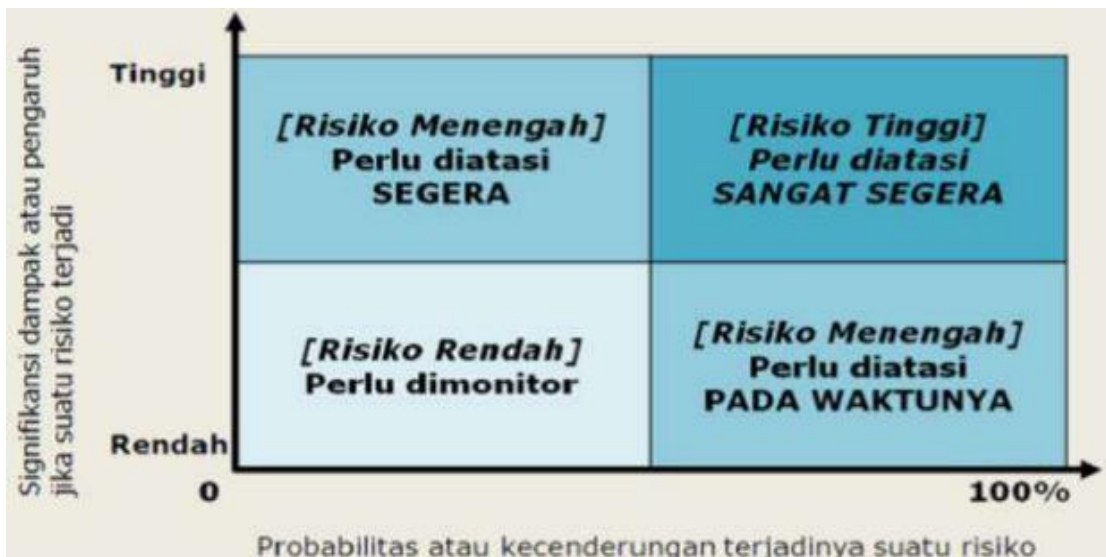 Signifikansi dampak atau pengaruh
jika suatu risiko terjadi
Tinggi
[Risiko Menengah]
Perlu diatasi
SEGERA
[Risiko Tinggi]
Perlu diatasi
SANGAT SEGERA
[Risiko Rendah]
Perlu dimonitor
[Risiko Menengah]
Perlu diatasi
PADA WAKTUNYA
Rendah
0
100%
Probabilitas atau kecenderungan terjadinya suatu risiko